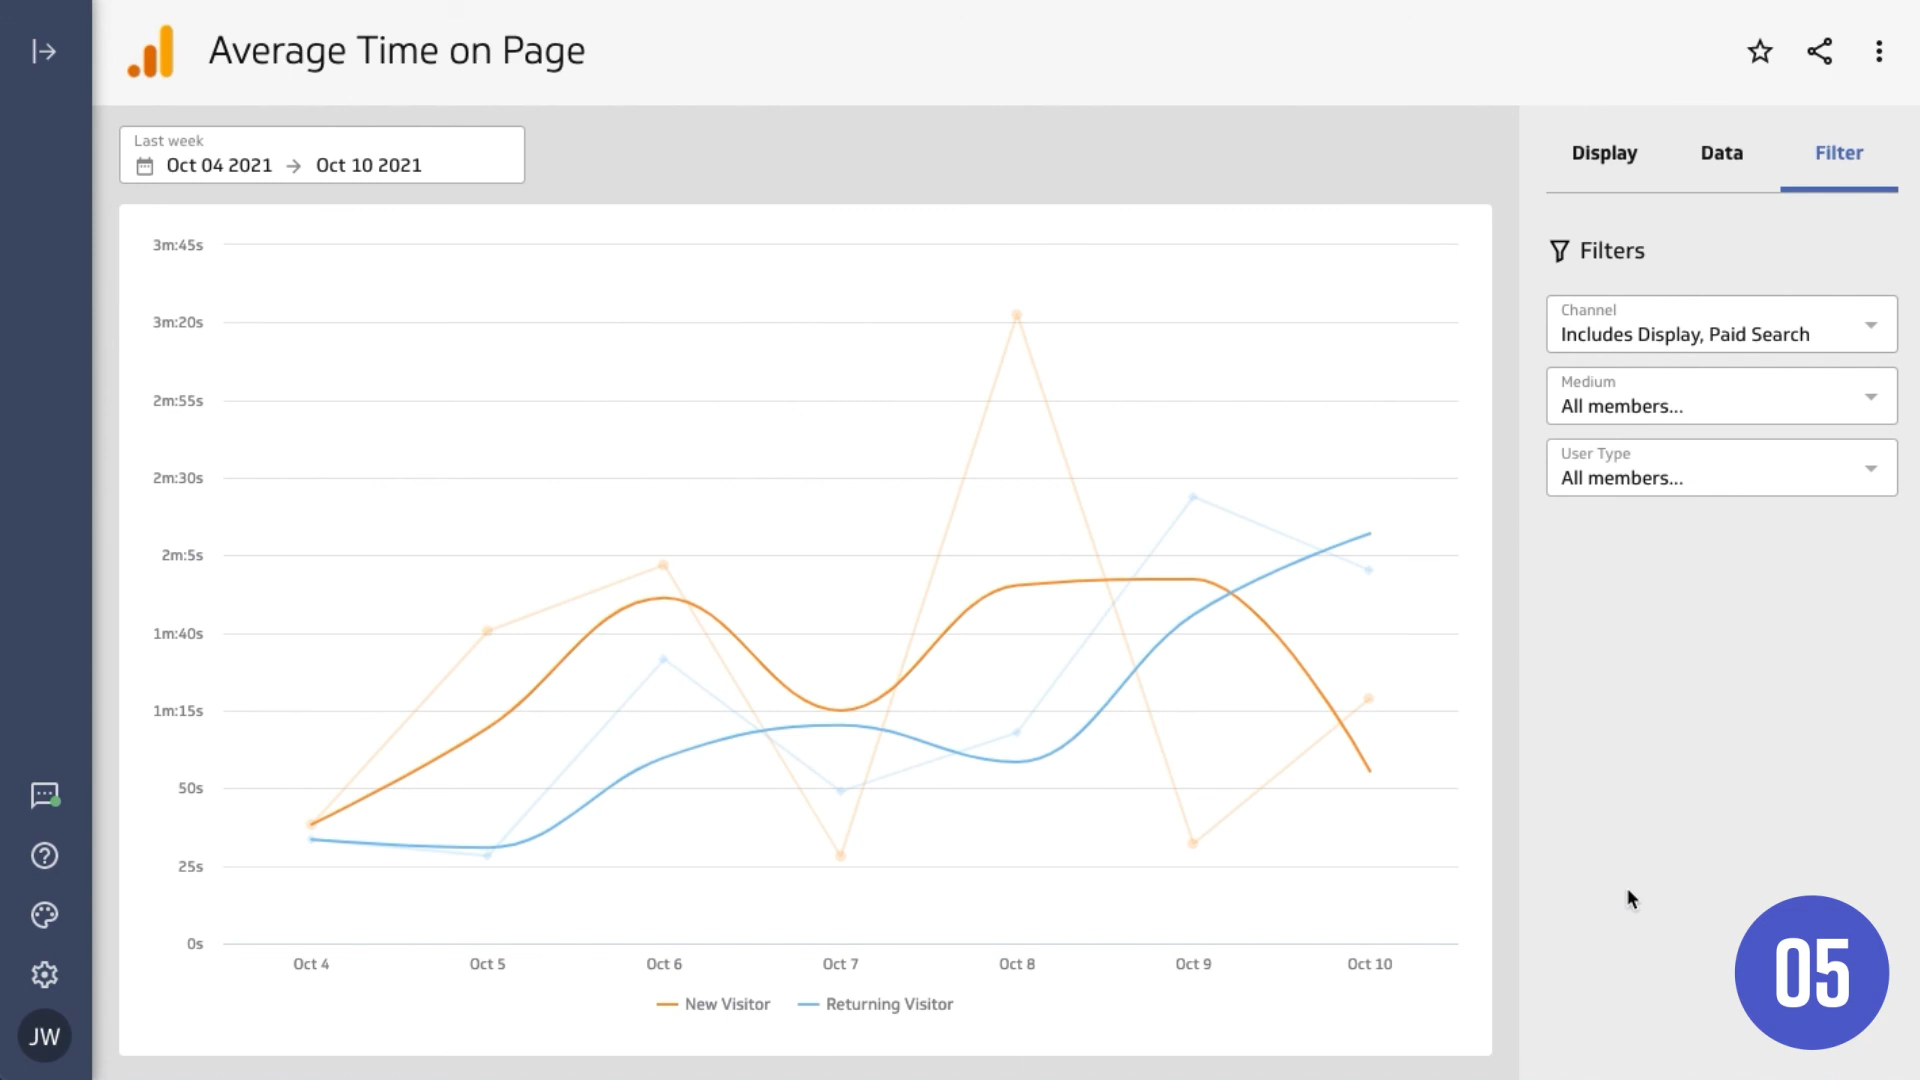 Average Time on Page
Last week
Oct 04 2021 → Oct 10 2021
Display Data Filter
Filters
Channel
Includes Display, Paid Search
Medium
All members...
User Type
All members...
3m:45s
3m:20s
2m:55s
2m:30s
2m:5s
1m:40s
1m:15s
50s
25s
0s
Oct 4 Oct 5 Oct 6 Oct 7 Oct 8 Oct 9 Oct 10
New Visitor Returning Visitor
JW
05